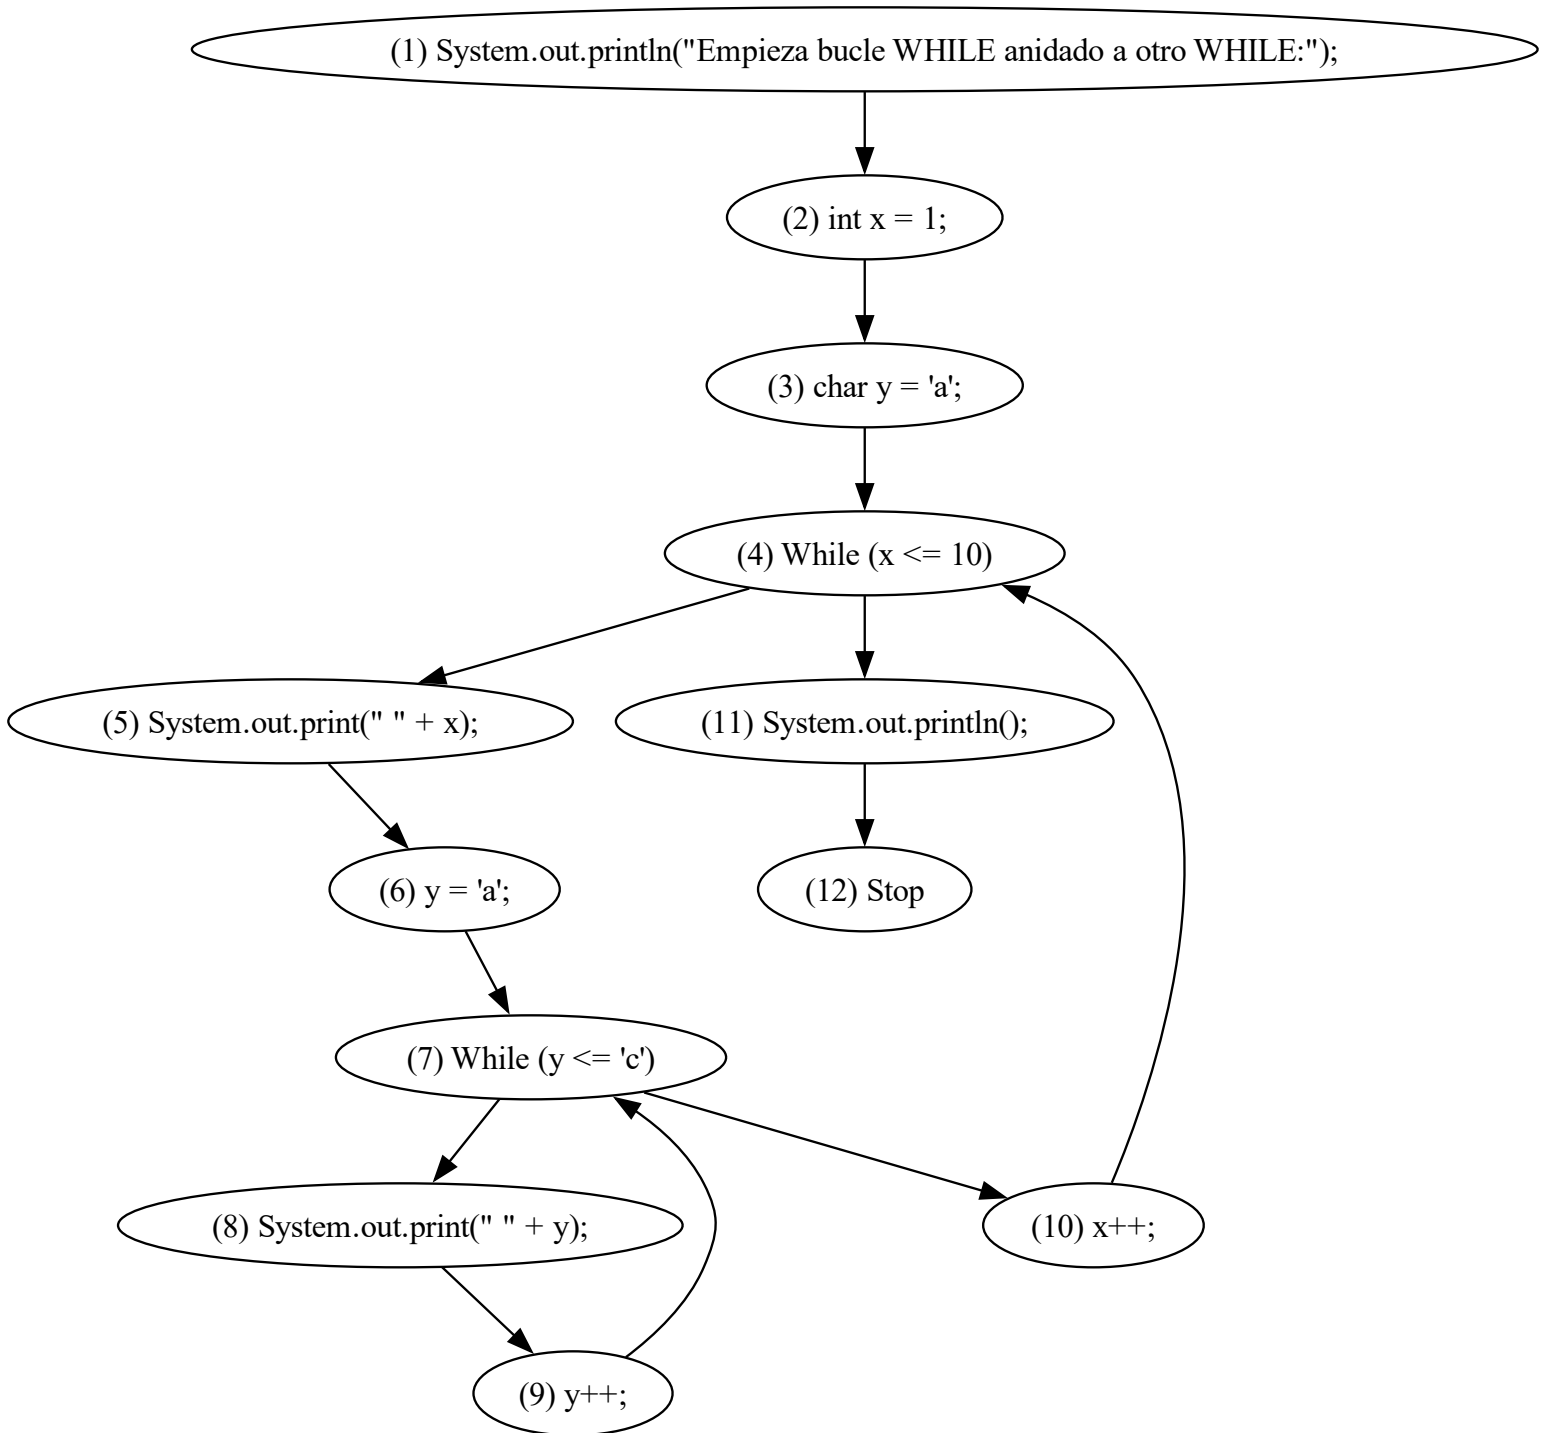 (1) System.out.println("Empieza bucle WHILE anidado a otro WHILE:");
(2) int x = 1;
(3) char y = 'a';
(4) While (x <= 10)
(5) System.out.print(" " + x);
(11) System.out.println();
(6) y = 'a';
(12) Stop
(7) While (y <= 'c')
(8) System.out.print(" " + y);
(10) x++;
(9) y++;